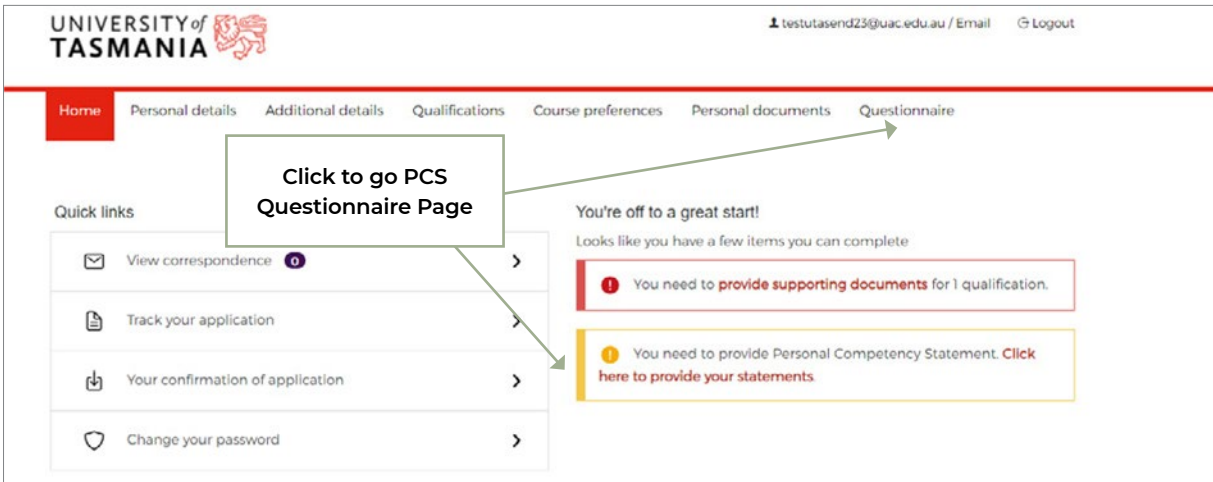 UNIVERSITY of
TASMANIA
testutasend23@uac.edu.au / Email Logout
Home Personal details Additional details Qualifications Course preferences Personal documents Questionnaire
Click to go PCS
Questionnaire Page
Quick links
View correspondence 0
Track your application
Your confirmation of application
Change your password
You're off to a great start!
Looks like you have a few items you can complete
You need to provide supporting documents for 1 qualification.
You need to provide Personal Competency Statement. Click
here to provide your statements.